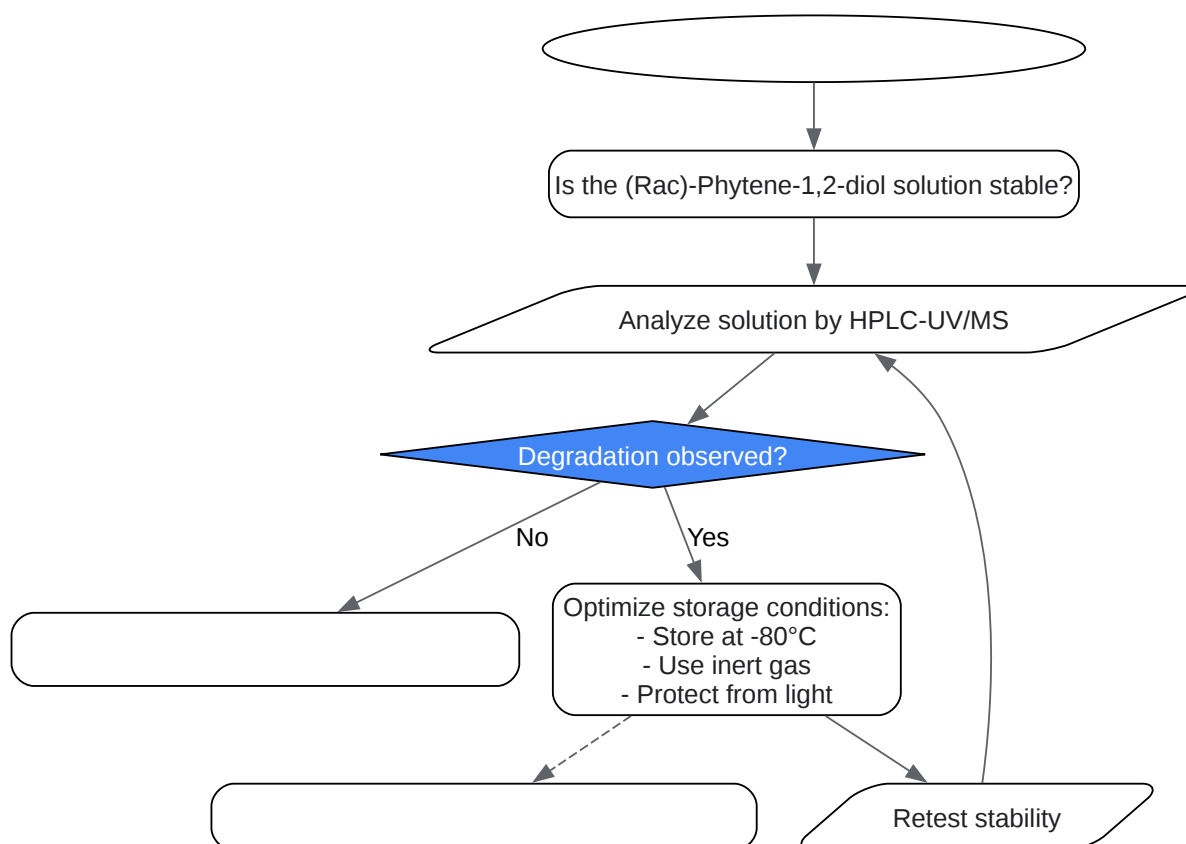 Is the (Rac)-Phytene-1,2-diol solution stable?
Analyze solution by HPLC-UV/MS
Degradation observed?
No
Yes
Optimize storage conditions:
- Store at -80°C
- Use inert gas
- Protect from light
Retest stability